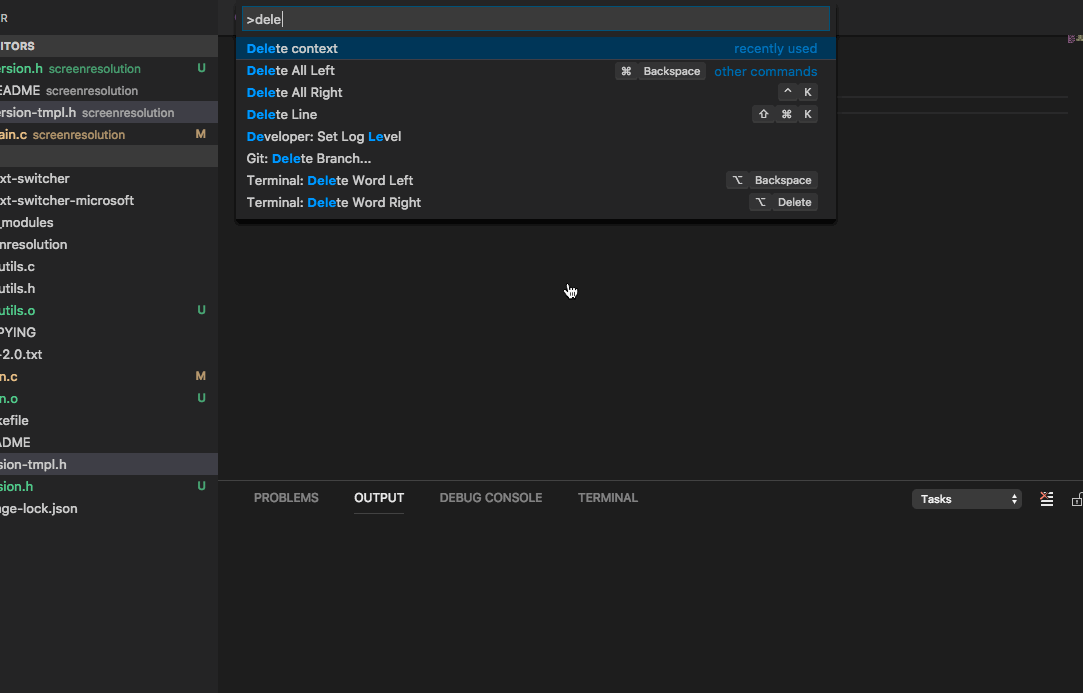 R
>dele
ITORS
ersion.h screenresolution U
EADME screenresolution
ersion-tmpl.h screenresolution
ain.c screenresolution M
xt-switcher
xt-switcher-microsoft
_modules
nresolution
utils.c
utils.h
utils.o U
PYING
-2.0.txt
n.c M
n.o U
kefile
ADME
sion-tmpl.h
sion.h U
ge-lock.json
Delete context recently used
Delete All Left ⌘ Backspace other commands
Delete All Right ^ K
Delete Line ⇧ ⌘ K
Developer: Set Log Level
Git: Delete Branch...
Terminal: Delete Word Left ⌥ Backspace
Terminal: Delete Word Right ⌥ Delete
PROBLEMS OUTPUT DEBUG CONSOLE TERMINAL Tasks